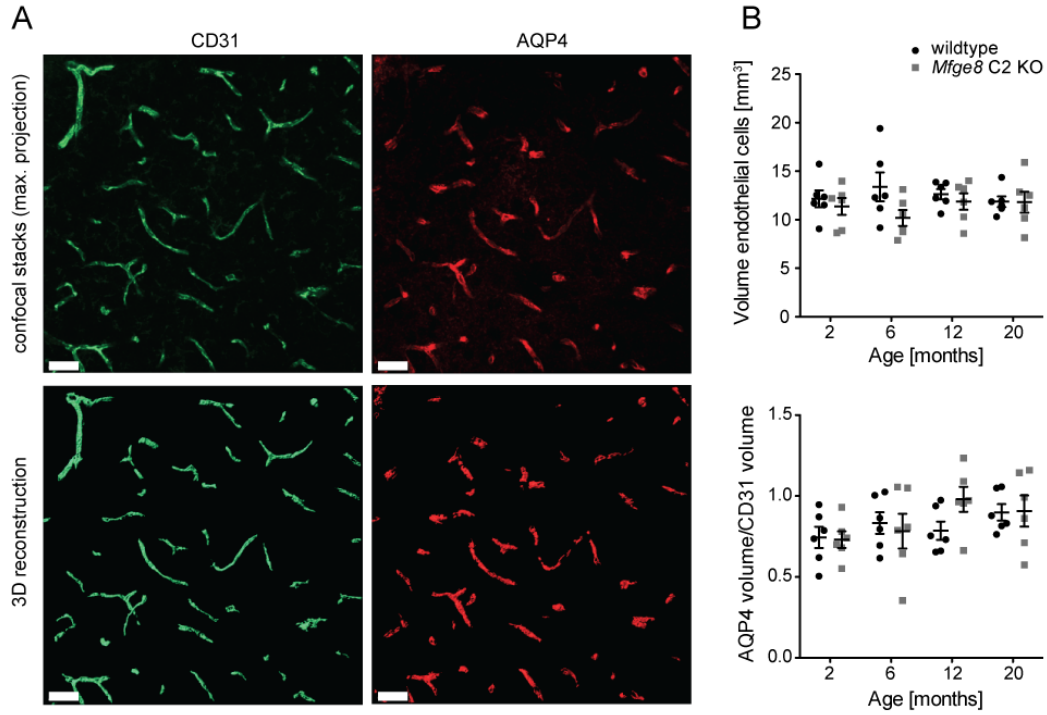 A
CD31
AQP4
confocal stacks (max. projection)
3D reconstruction
B
wildtype
Mfge8 C2 KO
Volume endothelial cells [mm³]
25
20
15
10
5
0
2
6
12
20
Age [months]
AQP4 volume/CD31 volume
1.5
1.0
0.5
0.0
2
6
12
20
Age [months]